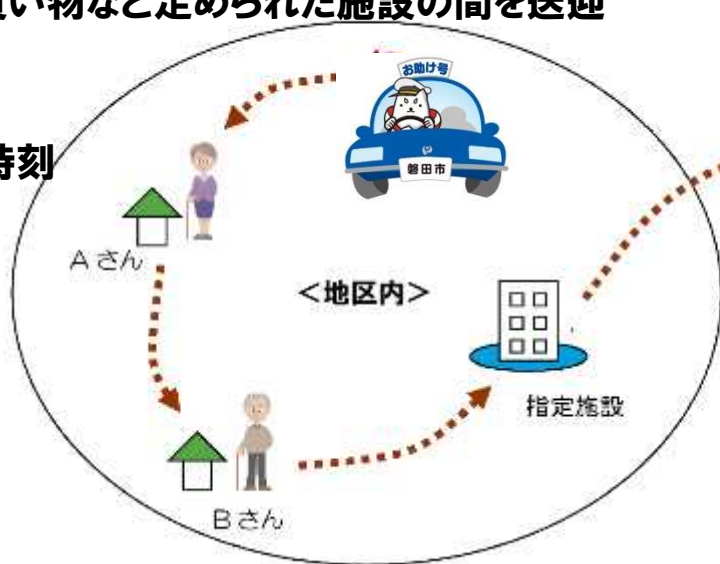 買い物など定められた施設の間を送迎
お助け号
時刻
磐田市
Aさん
<地区内>
指定施設
Bさん